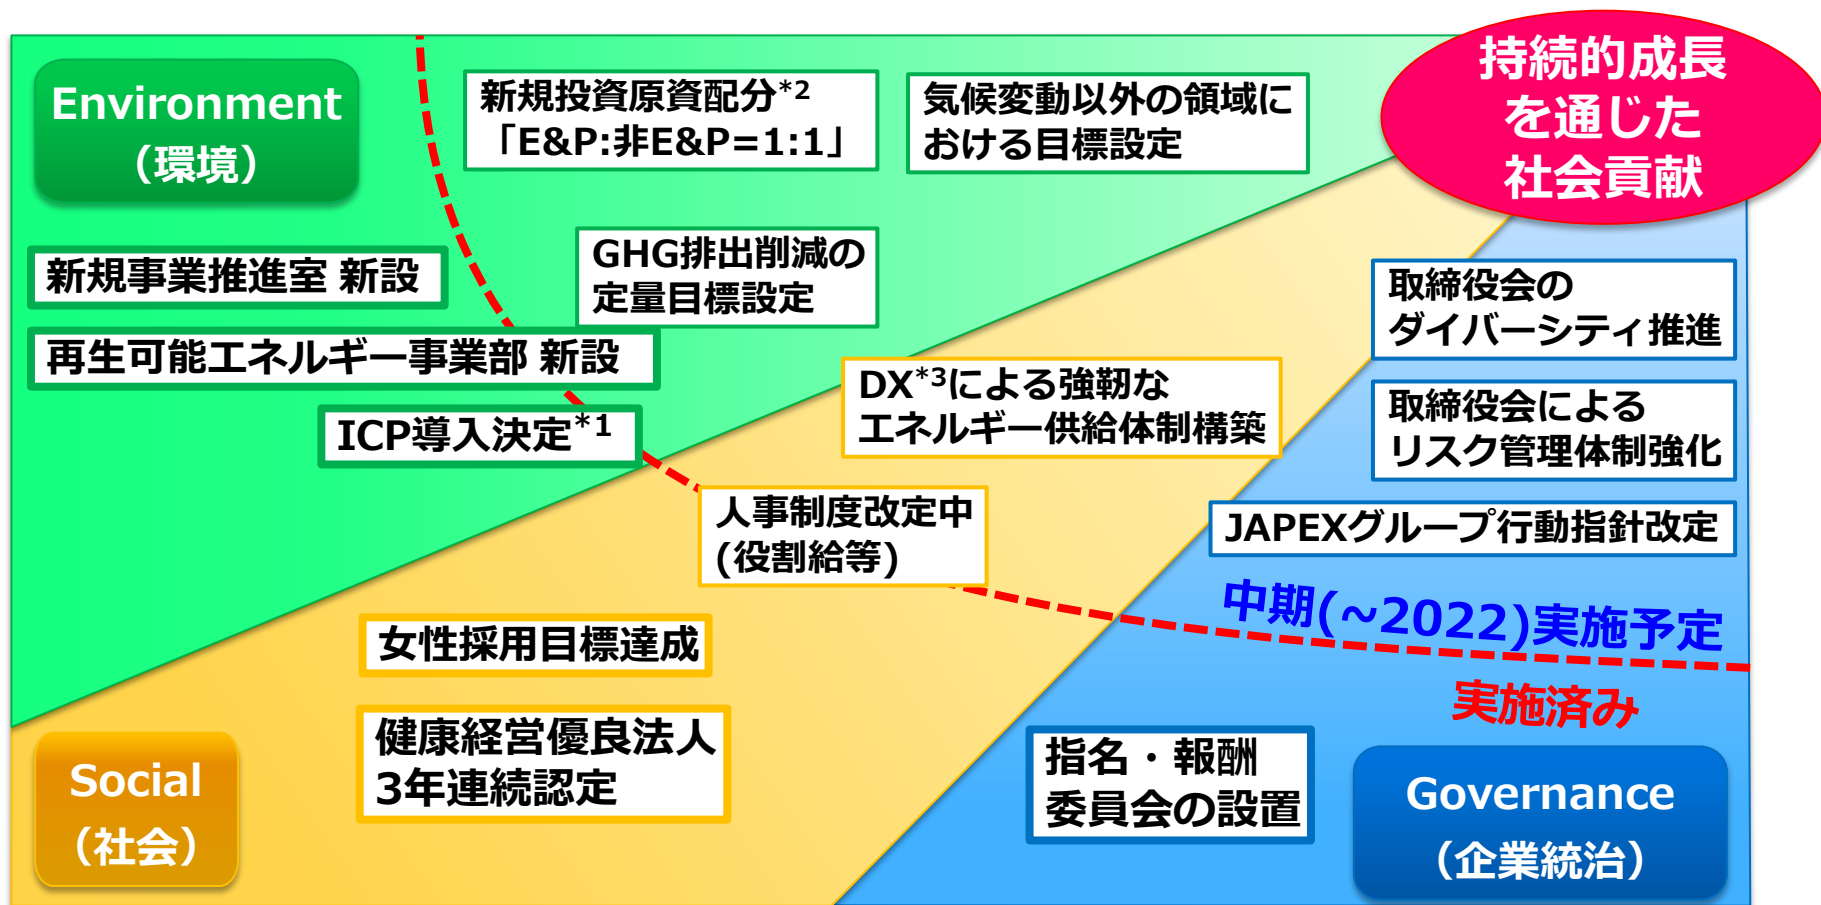 持続的成長
を通じた
社会貢献
Environment
（環境）
新規投資原資配分*2
「E&P:非E&P=1:1」
気候変動以外の領域に
おける目標設定
新規事業推進室 新設
GHG排出削減の
定量目標設定
再生可能エネルギー事業部 新設
ICP導入決定*1
DX*3による強靭な
エネルギー供給体制構築
人事制度改定中
(役割給等)
女性採用目標達成
健康経営優良法人
3年連続認定
Social
（社会）
取締役会の
ダイバーシティ推進
取締役会による
リスク管理体制強化
JAPEXグループ行動指針改定
中期(~2022)実施予定
実施済み
指名・報酬
委員会の設置
Governance
（企業統治）